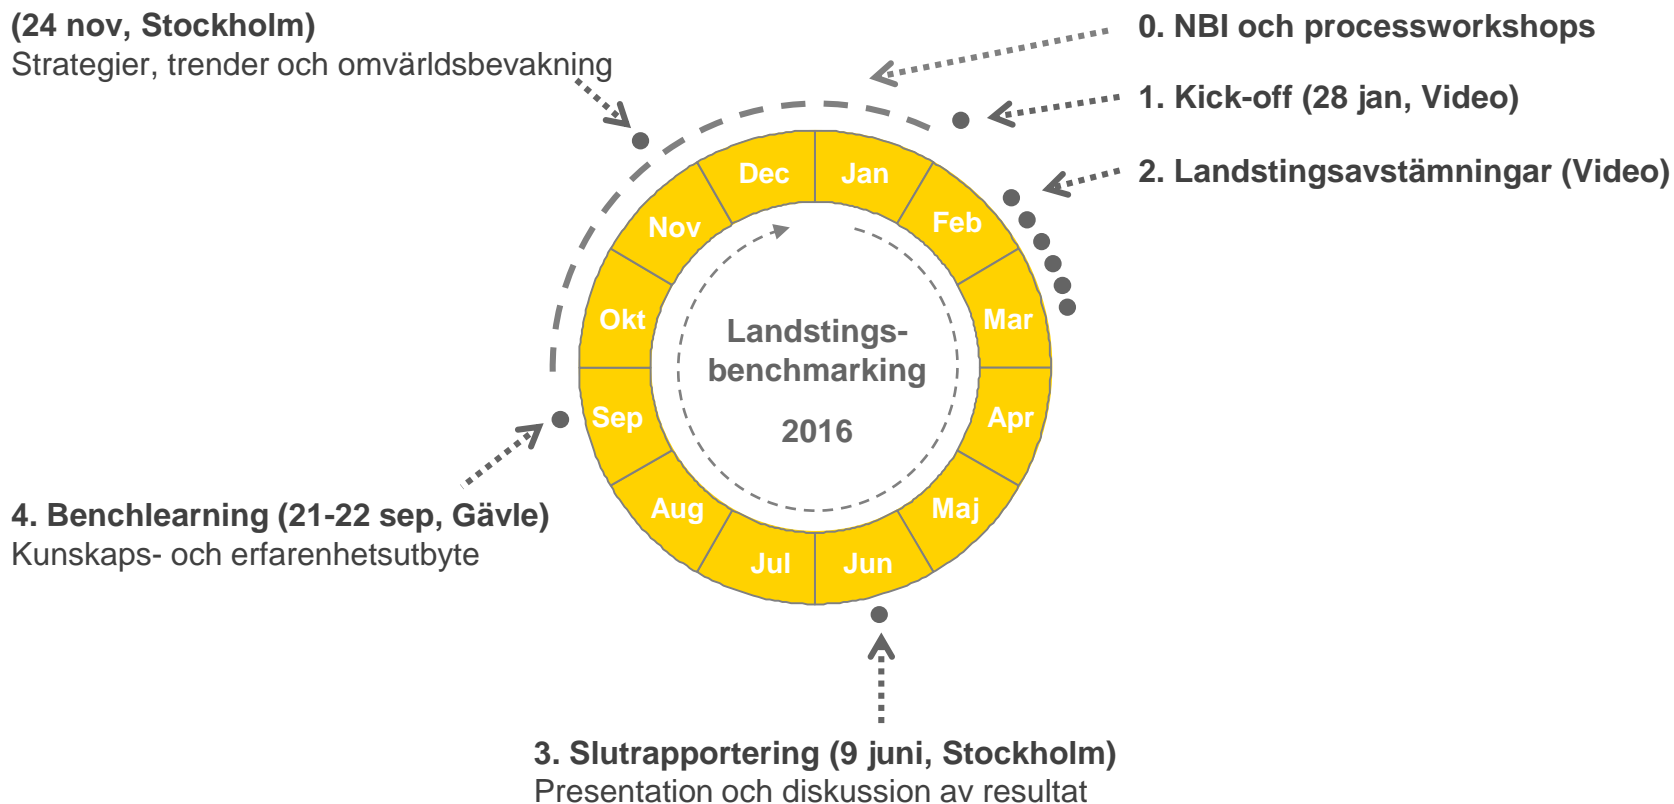 (24 nov, Stockholm)
Strategier, trender och omvärldsbevakning
0. NBI och processworkshops
1. Kick-off (28 jan, Video)
2. Landstingsavstämningar (Video)
Dec
Jan
Nov
Feb
Okt
Mar
Sep
Apr
Aug
Maj
Jul
Jun
Landstings-
benchmarking
2016
4. Benchlearning (21-22 sep, Gävle)
Kunskaps- och erfarenhetsutbyte
3. Slutrapportering (9 juni, Stockholm)
Presentation och diskussion av resultat